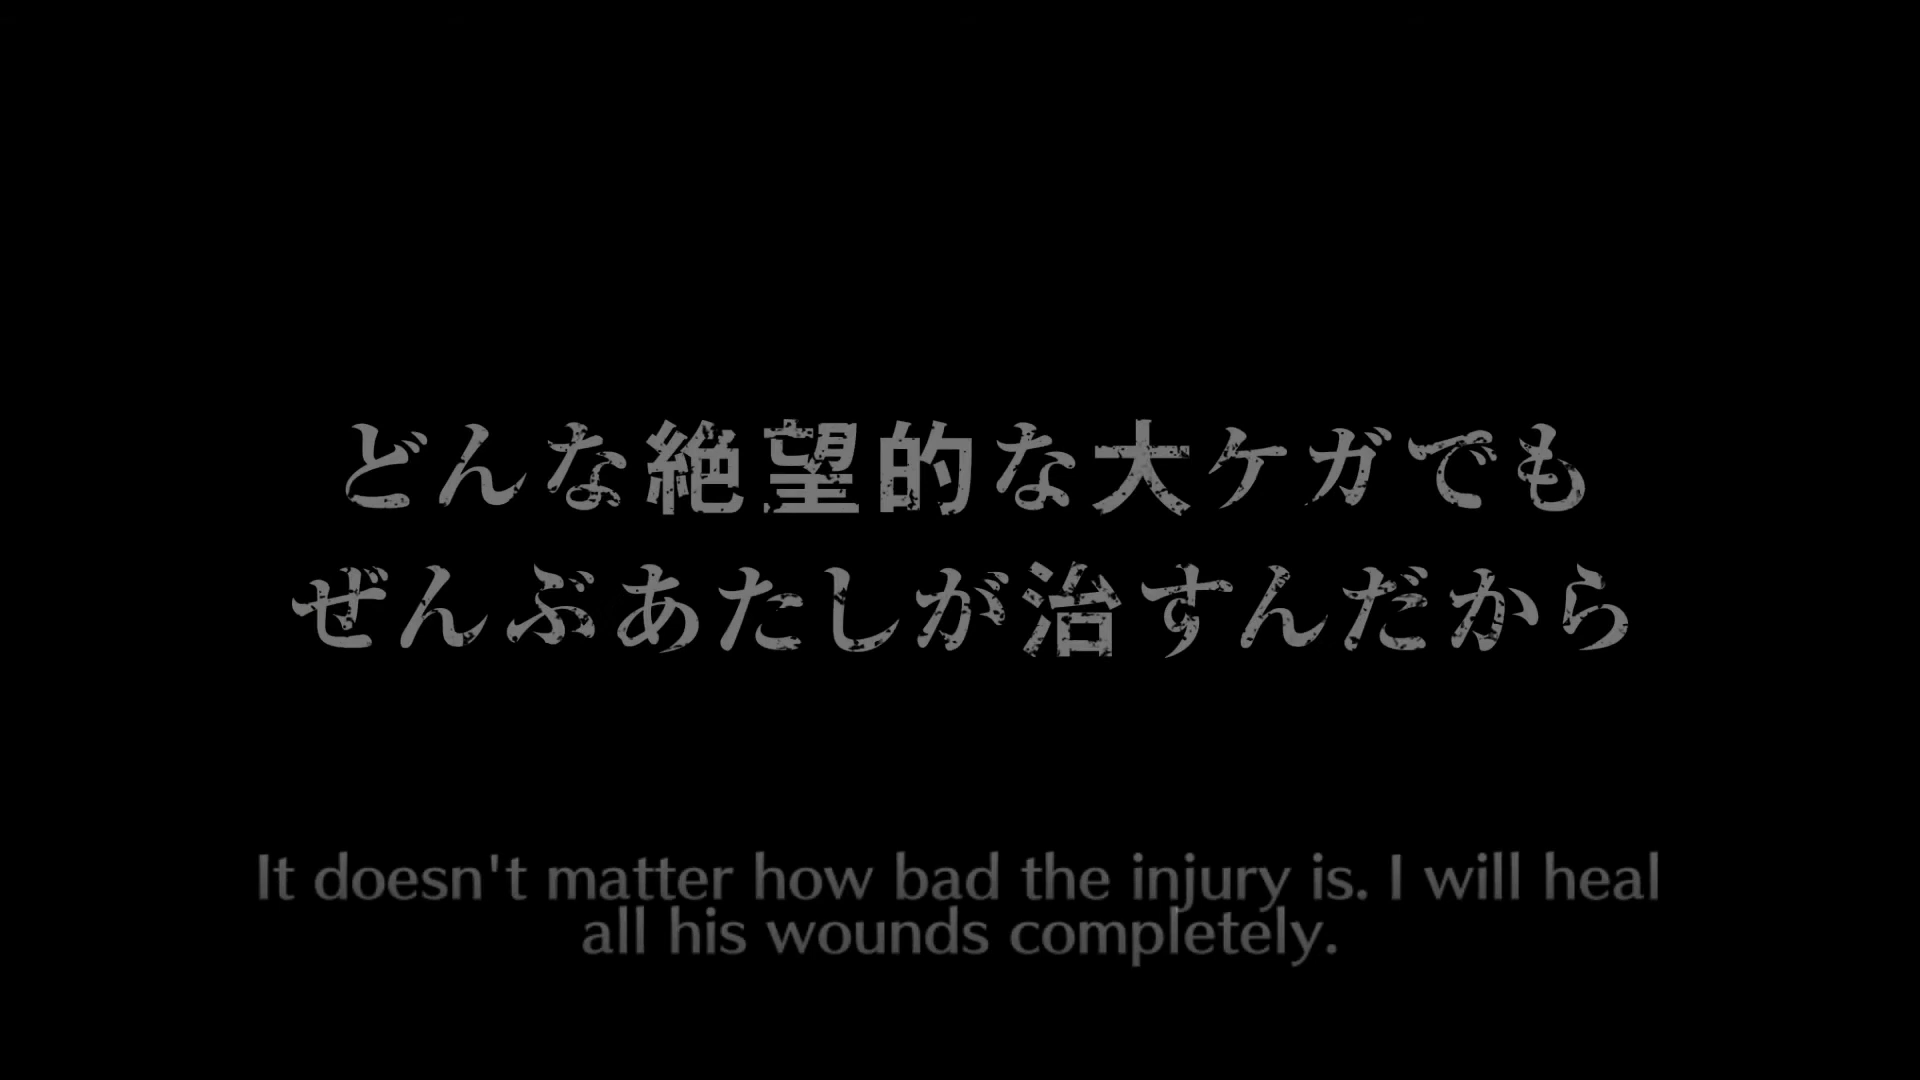 どんな絶望的な大ケガでも
ぜんぶあたしが治すんだから
It doesn't matter how bad the injury is. I will heal
all his wounds completely.